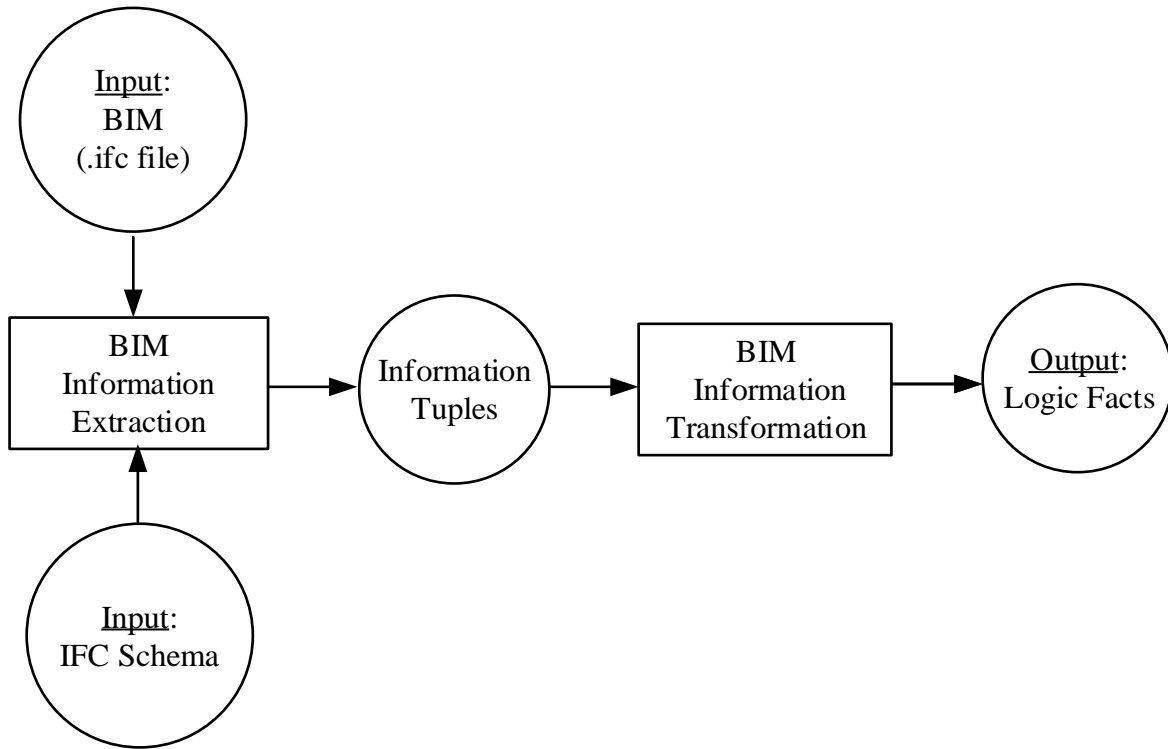 Input:
BIM
(.ifc file)
BIM
Information
Extraction
Input:
IFC Schema
Information
Tuples
BIM
Information
Transformation
Output:
Logic Facts